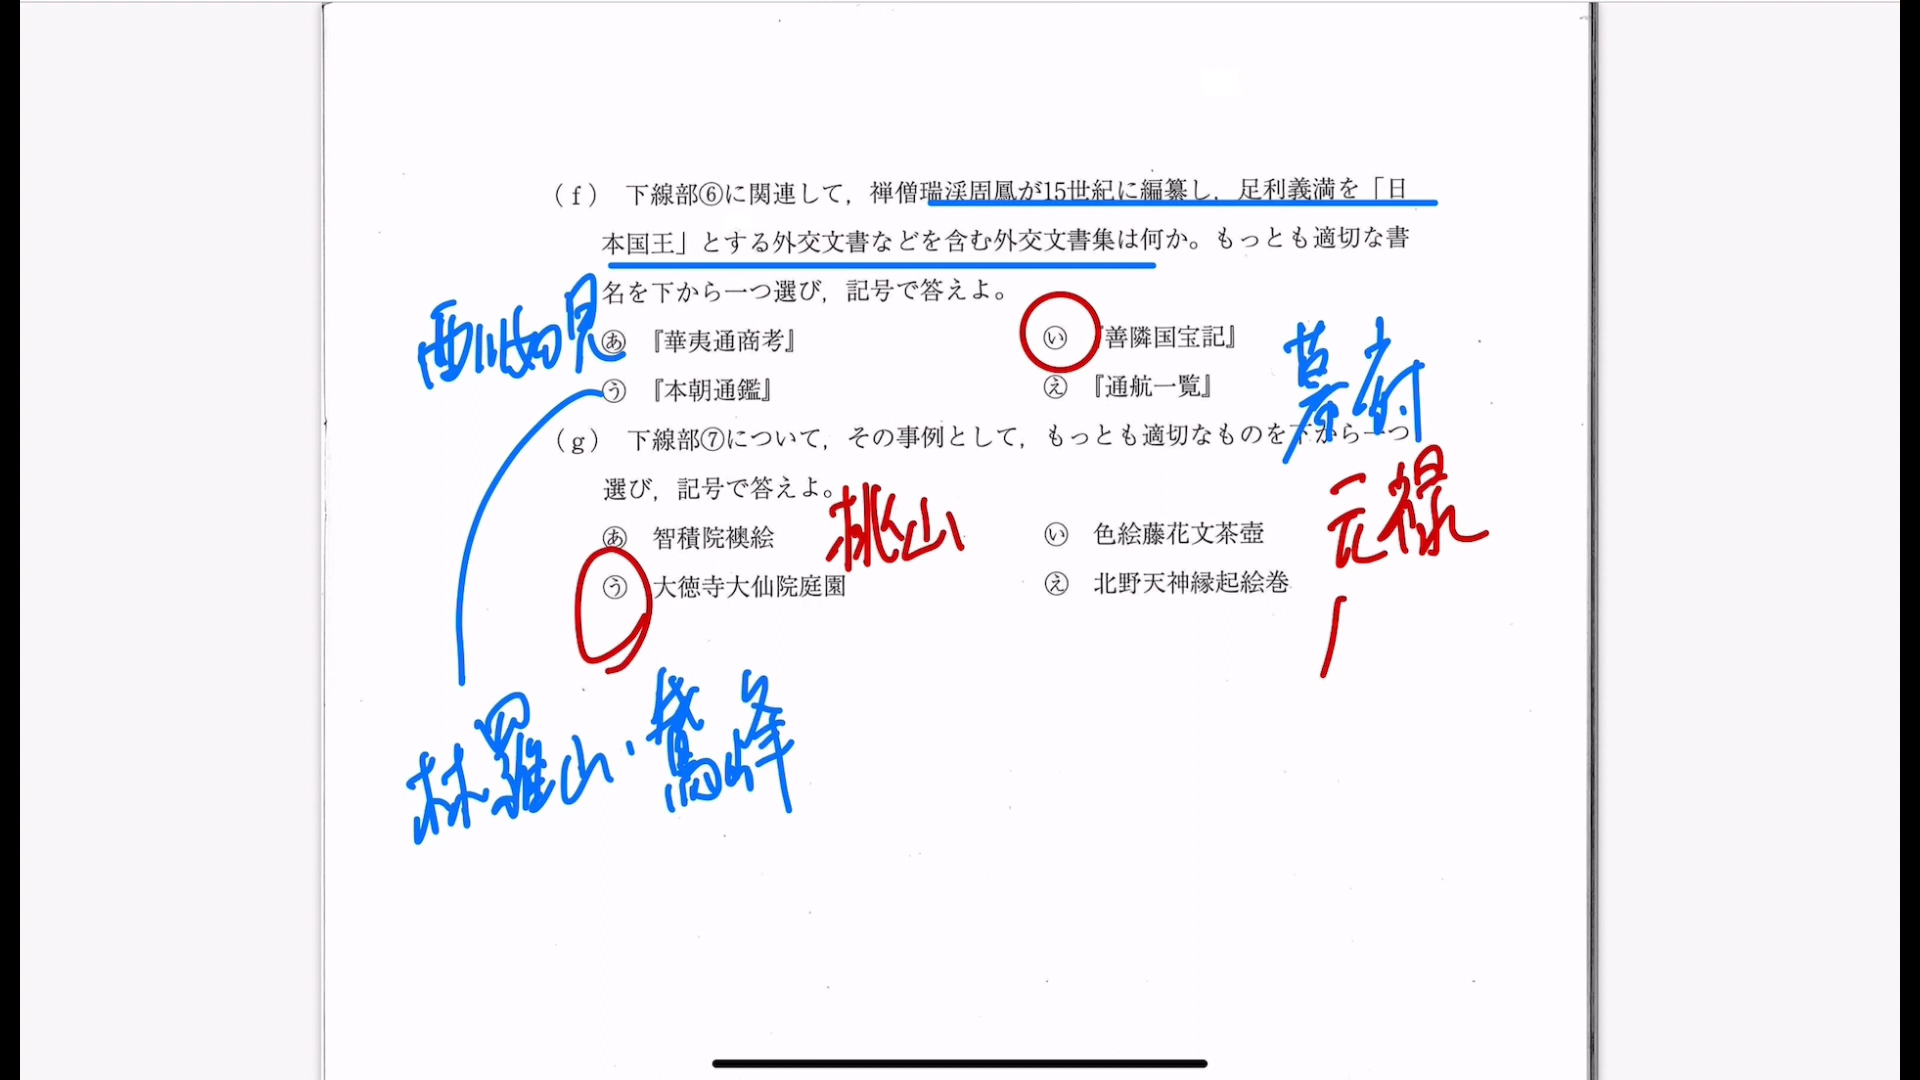 (f) 下線部⑥に関連して，禅僧瑞渓周鳳が15世紀に編纂し，足利義満を「日
本国王」とする外交文書などを含む外交文書集は何か。もっとも適切な書
名を下から一つ選び，記号で答えよ。
西川如見
あ 『華夷通商考』
い 『善隣国宝記』
幕府
う 『本朝通鑑』
え 『通航一覧』
(g) 下線部⑦について，その事例として，もっとも適切なものを下から一つ
選び，記号で答えよ。
あ 智積院襖絵
桃山
い 色絵藤花文茶壺
元禄
う 大徳寺大仙院庭園
え 北野天神縁起絵巻
林羅山・鵞峰